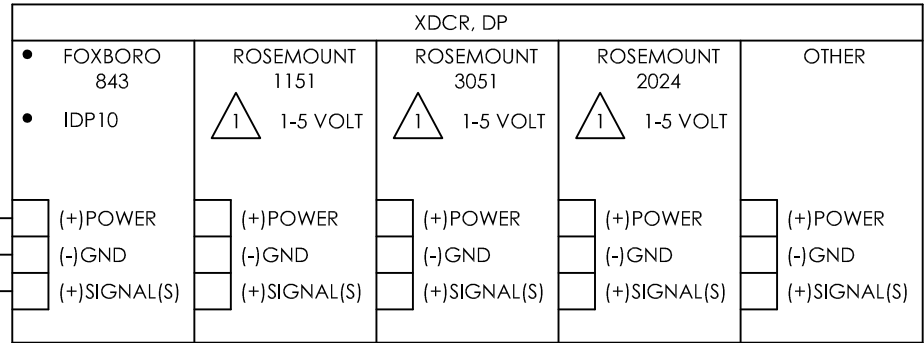 XDCR, DP
• FOXBORO
843
• IDP10
(+)POWER
(-)GND
(+)SIGNAL(S)
ROSEMOUNT
1151
1 1-5 VOLT
(+)POWER
(-)GND
(+)SIGNAL(S)
ROSEMOUNT
3051
1 1-5 VOLT
(+)POWER
(-)GND
(+)SIGNAL(S)
ROSEMOUNT
2024
1 1-5 VOLT
(+)POWER
(-)GND
(+)SIGNAL(S)
OTHER
(+)POWER
(-)GND
(+)SIGNAL(S)